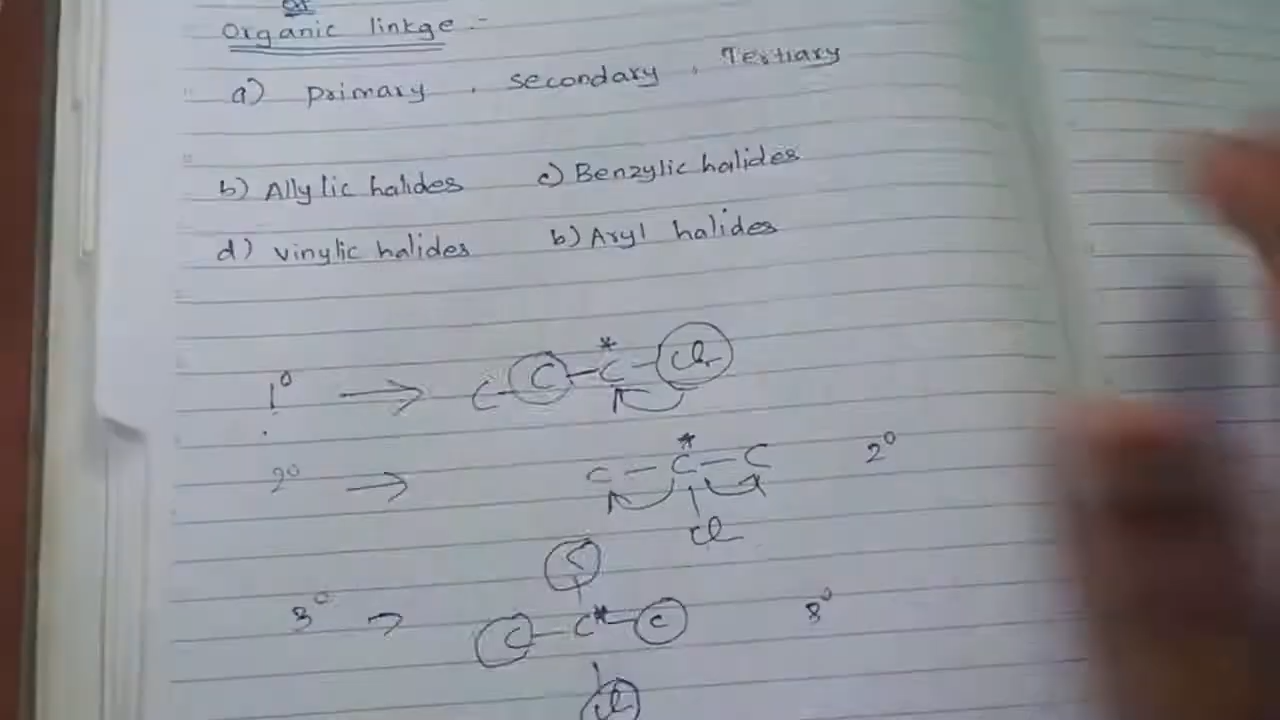 or
Organic linkge :-
a) primary , secondary , Tertiary
b) Allylic halides c) Benzylic halides
d) vinylic halides b) Aryl halides
1° → C-C-C*-Cl
2° → C-C*-C 2°
Cl
C
3° → C-C*-C 3°
Cl